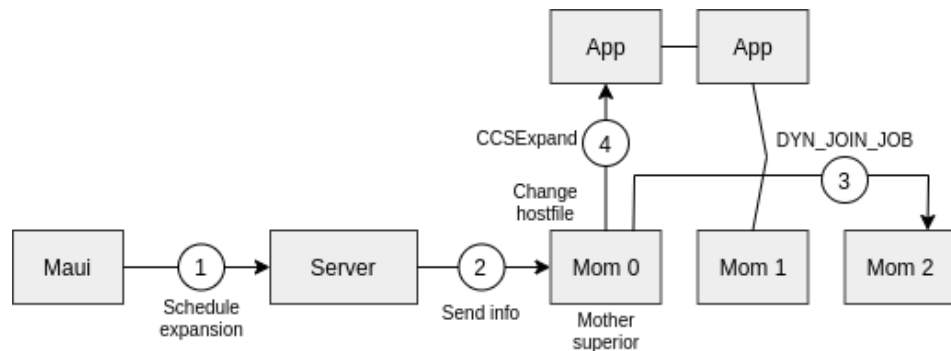 App
App
CCSExpand
4
DYN_JOIN_JOB
3
Change
hostfile
Maui
1
Server
2
Mom 0
Mom 1
Mom 2
Schedule
expansion
Send info
Mother
superior